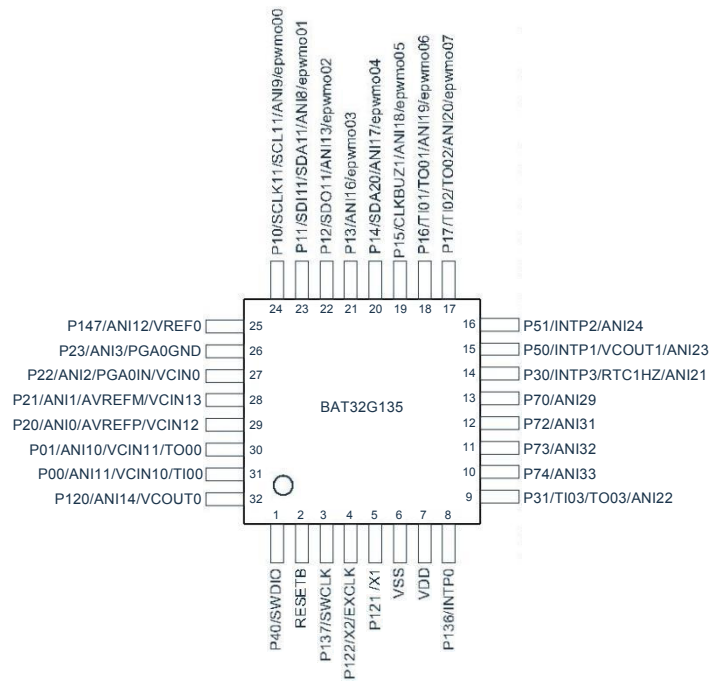 P10/SCLK11/SCL11/ANI9/epwmo00
P11/SDI11/SDA11/ANI8/epwmo01
P12/SDO11/ANI13/epwmo02
P13/ANI16/epwmo03
P14/SDA20/ANI17/epwmo04
P15/CLKBUZ1/ANI18/epwmo05
P16/TI01/TO01/ANI19/epwmo06
P17/TI02/TO02/ANI20/epwmo07
24 23 22 21 20 19 18 17
P147/ANI12/VREF0 25
P23/ANI3/PGA0GND 26
P22/ANI2/PGA0IN/VCIN0 27
P21/ANI1/AVREFM/VCIN13 28
P20/ANI0/AVREFP/VCIN12 29
P01/ANI10/VCIN11/TO00 30
P00/ANI11/VCIN10/TI00 31
P120/ANI14/VCOUT0 32
BAT32G135
16 P51/INTP2/ANI24
15 P50/INTP1/VCOUT1/ANI23
14 P30/INTP3/RTC1HZ/ANI21
13 P70/ANI29
12 P72/ANI31
11 P73/ANI32
10 P74/ANI33
9 P31/TI03/TO03/ANI22
1 2 3 4 5 6 7 8
P40/SWDIO
RESETB
P137/SWCLK
P122/X2/EXCLK
P121 /X1
VSS
VDD
P136/INTP0